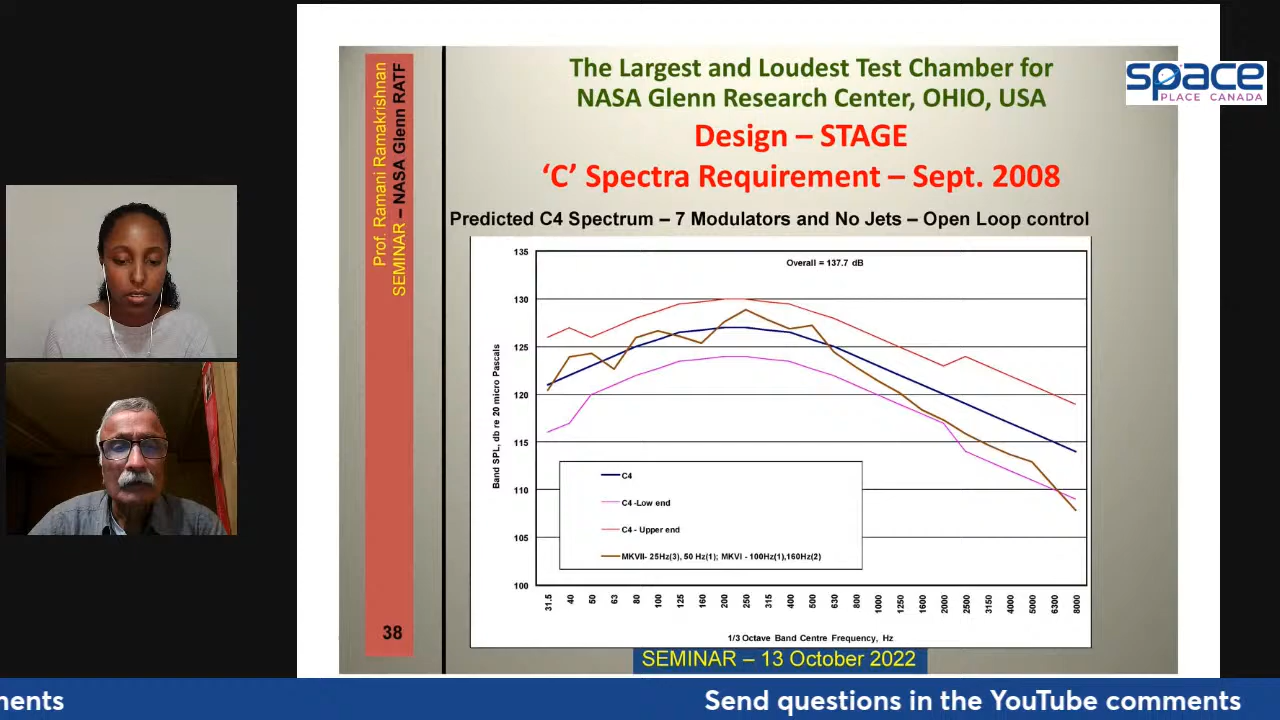 The Largest and Loudest Test Chamber for
NASA Glenn Research Center, OHIO, USA
Design – STAGE
‘C’ Spectra Requirement – Sept. 2008
Prof. Ramani Ramakrishnan
SEMINAR – NASA Glenn RATF
space
PLACE CANADA
Predicted C4 Spectrum – 7 Modulators and No Jets – Open Loop control
Overall = 137.7 dB
Band SPL, db re 20 micro Pascals
135
130
125
120
115
110
105
100
C4
C4 -Low end
C4 - Upper end
MKVII- 25Hz(3), 50 Hz(1); MKVI - 100Hz(1),160Hz(2)
31.5 40 50 63 80 100 125 160 200 250 315 400 500 630 800 1000 1250 1600 2000 2500 3150 4000 5000 6300 8000
1/3 Octave Band Centre Frequency, Hz
38
SEMINAR – 13 October 2022
ments
Send questions in the YouTube comments